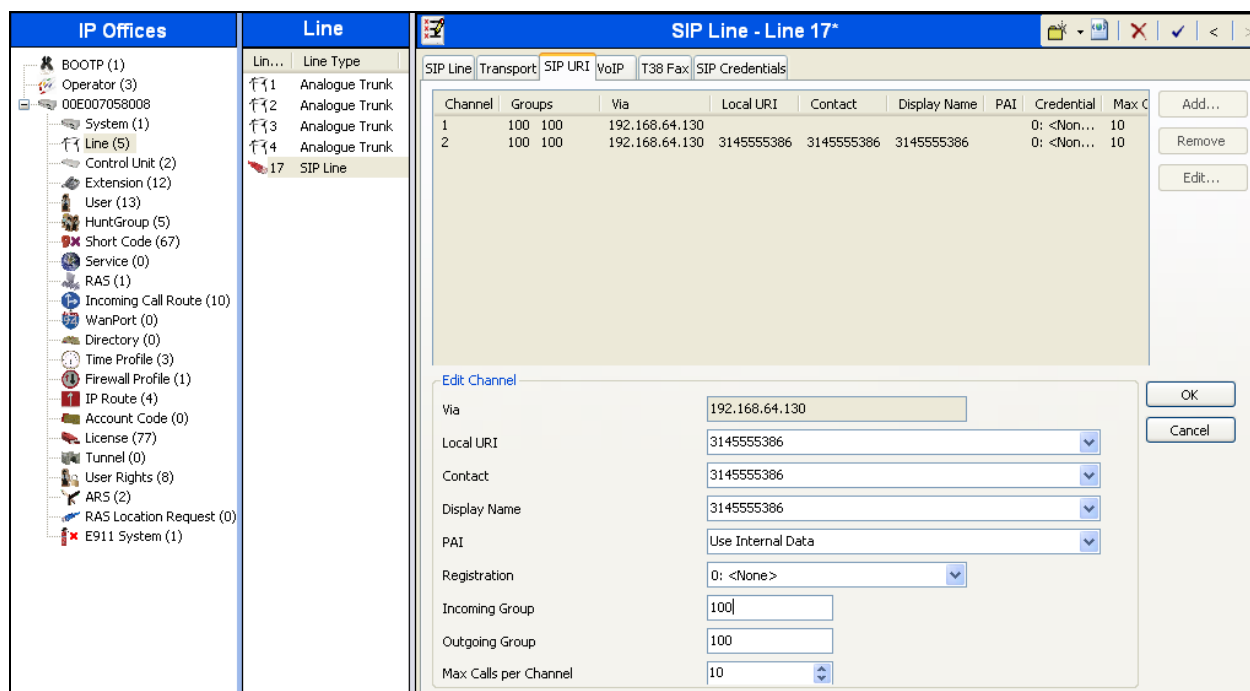 IP Offices
BOOTP (1)
Operator (3)
00E007058008
System (1)
Line (5)
Control Unit (2)
Extension (12)
User (13)
HuntGroup (5)
Short Code (67)
Service (0)
RAS (1)
Incoming Call Route (10)
WanPort (0)
Directory (0)
Time Profile (3)
Firewall Profile (1)
IP Route (4)
Account Code (0)
License (77)
Tunnel (0)
User Rights (8)
ARS (2)
RAS Location Request (0)
E911 System (1)
Line
Lin... Line Type
1 Analogue Trunk
2 Analogue Trunk
3 Analogue Trunk
4 Analogue Trunk
17 SIP Line
SIP Line - Line 17*
SIP Line Transport SIP URI VoIP T38 Fax SIP Credentials
Channel Groups Via Local URI Contact Display Name PAI Credential Max C
1 100 100 192.168.64.130 0: <Non... 10
2 100 100 192.168.64.130 3145555386 3145555386 3145555386 0: <Non... 10
Add...
Remove
Edit...
Edit Channel
Via 192.168.64.130
Local URI 3145555386
Contact 3145555386
Display Name 3145555386
PAI Use Internal Data
Registration 0: <None>
Incoming Group 100
Outgoing Group 100
Max Calls per Channel 10
OK
Cancel